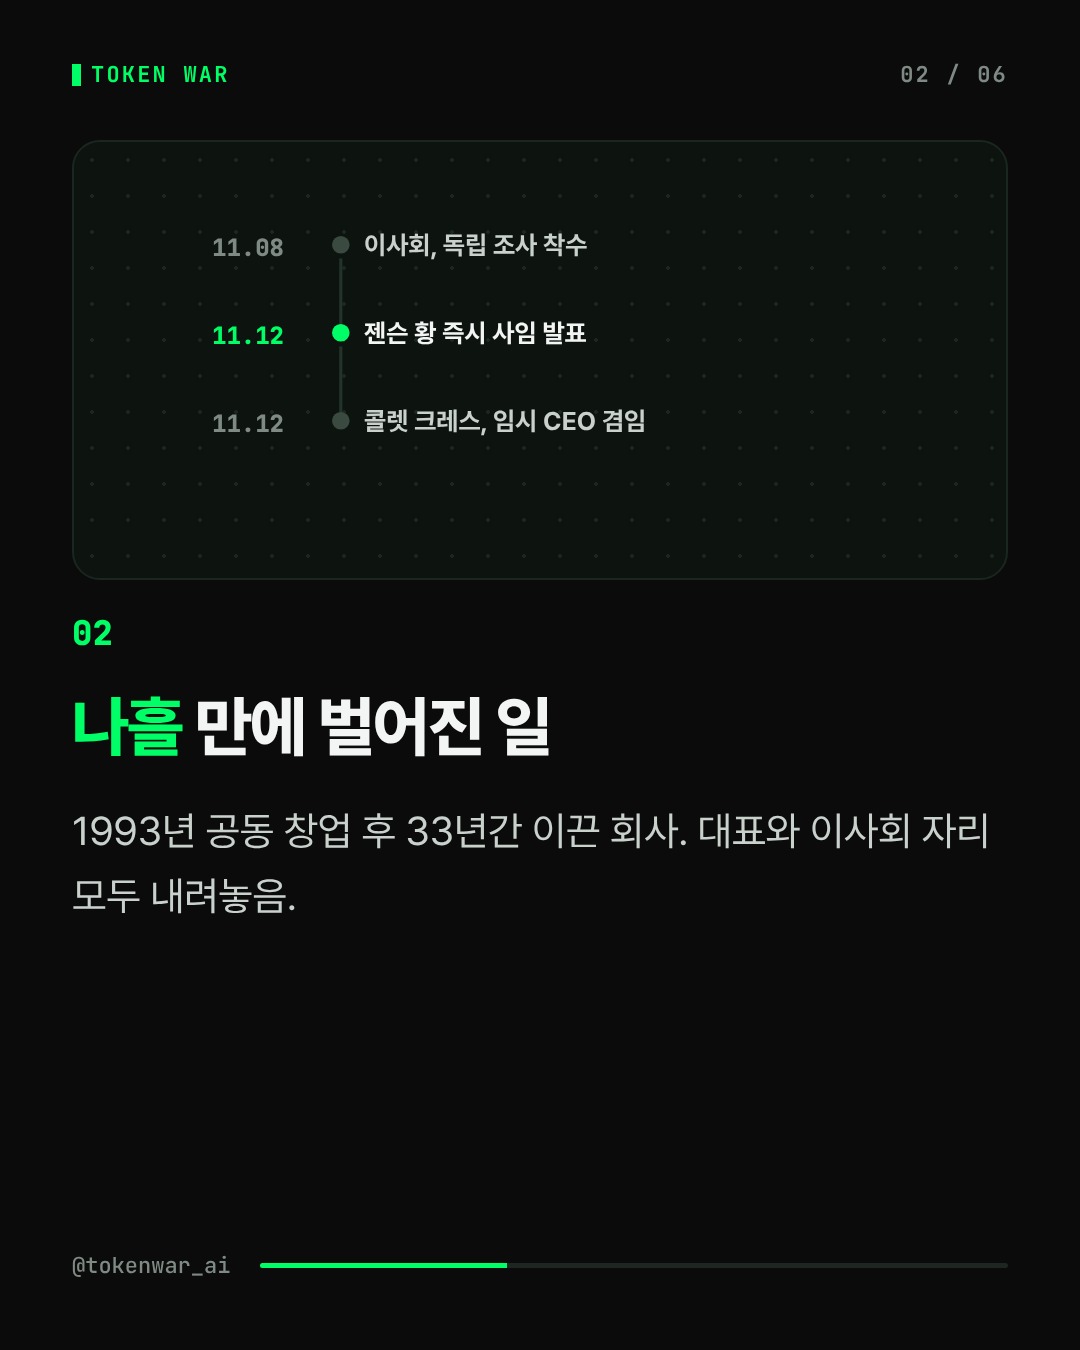 TOKEN WAR
02 / 06
11.08 이사회, 독립 조사 착수
11.12 젠슨 황 즉시 사임 발표
11.12 콜렛 크레스, 임시 CEO 겸임
02
나흘 만에 벌어진 일
1993년 공동 창업 후 33년간 이끈 회사. 대표와 이사회 자리
모두 내려놓음.
@tokenwar_ai